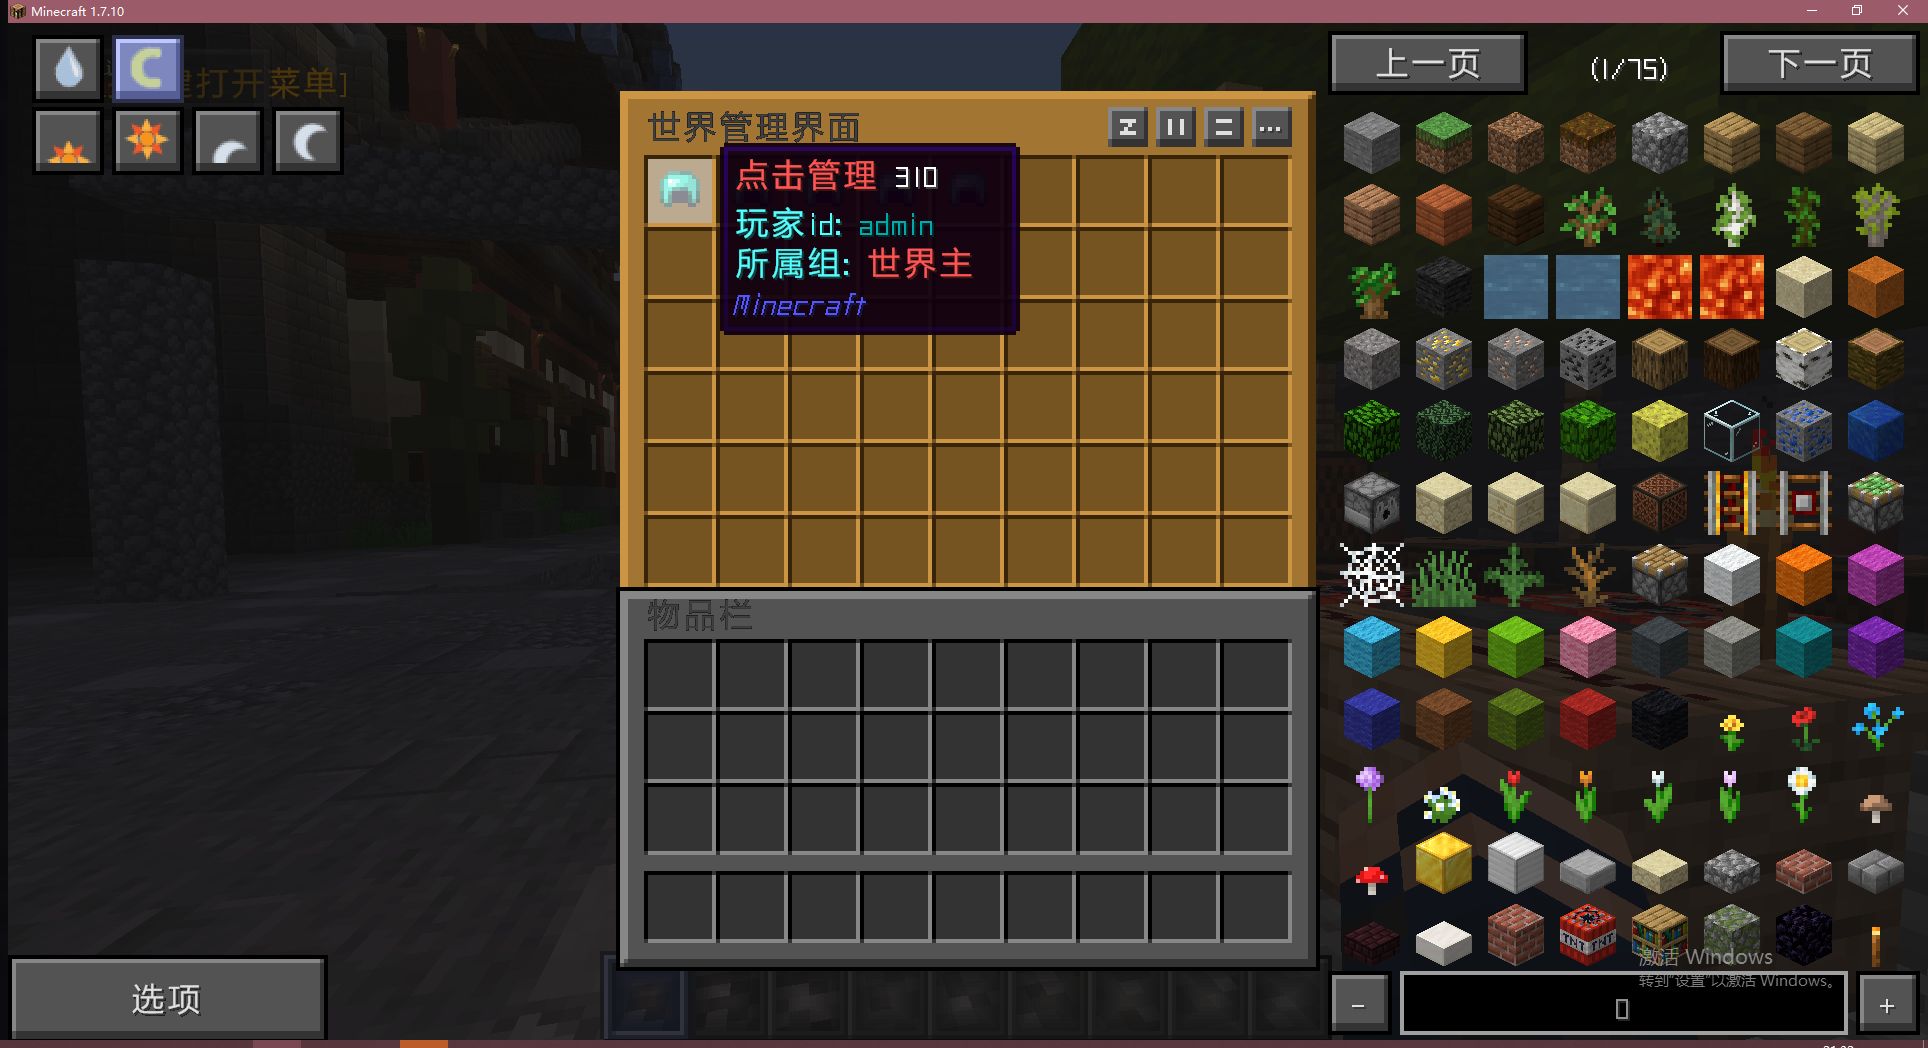 Minecraft 1.7.10
键打开菜单]
上一页
(1/75)
下一页
世界管理界面
点击管理 310
玩家id: admin
所属组: 世界主
Minecraft
物品栏
TNT TNT
激活 Windows
转到“设置”以激活 Windows。
选项
-
+